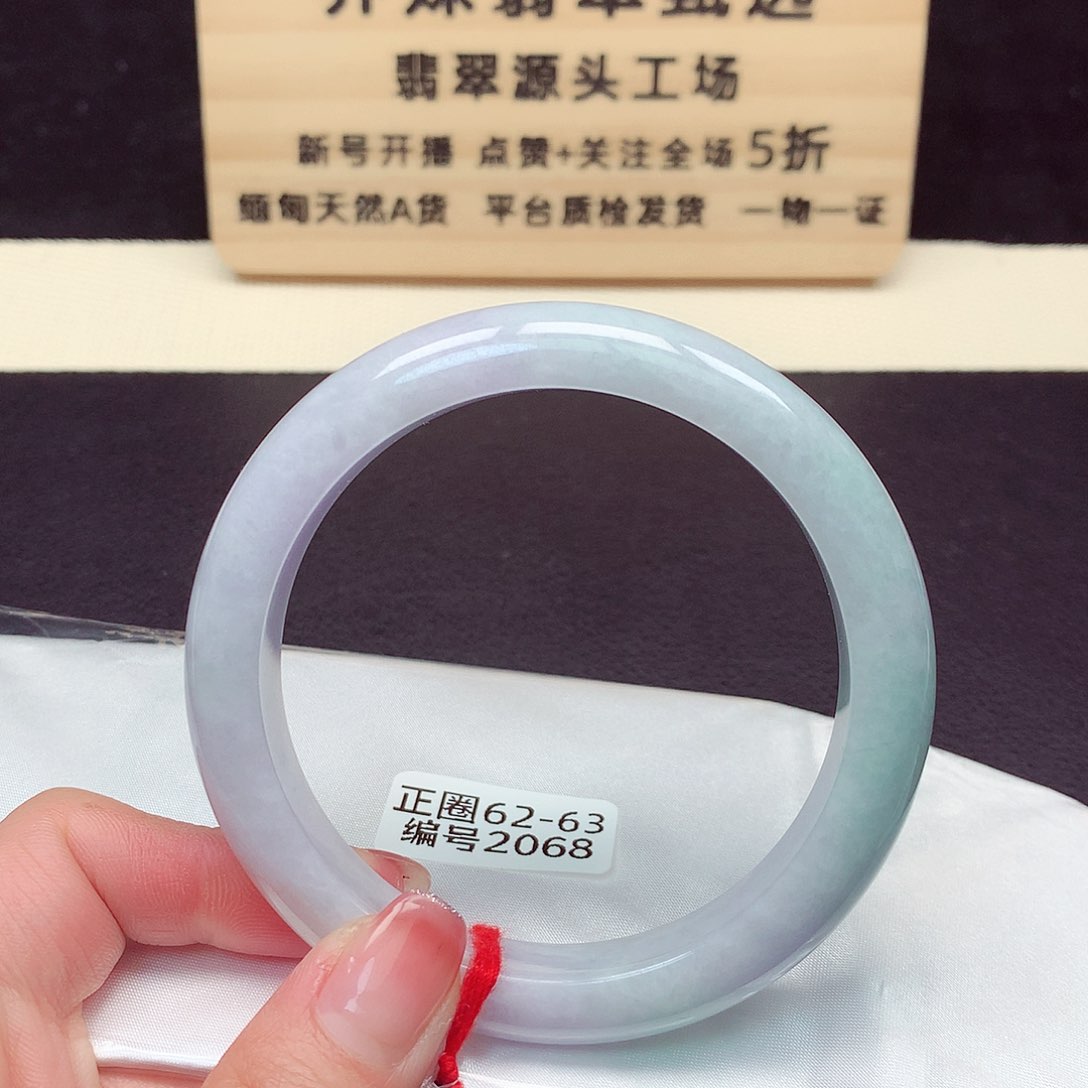 翡翠源头工场
新号开播 点赞+关注全场5折
缅甸天然A货 平台质检发货 一物一证
正圈62-63
编号2068